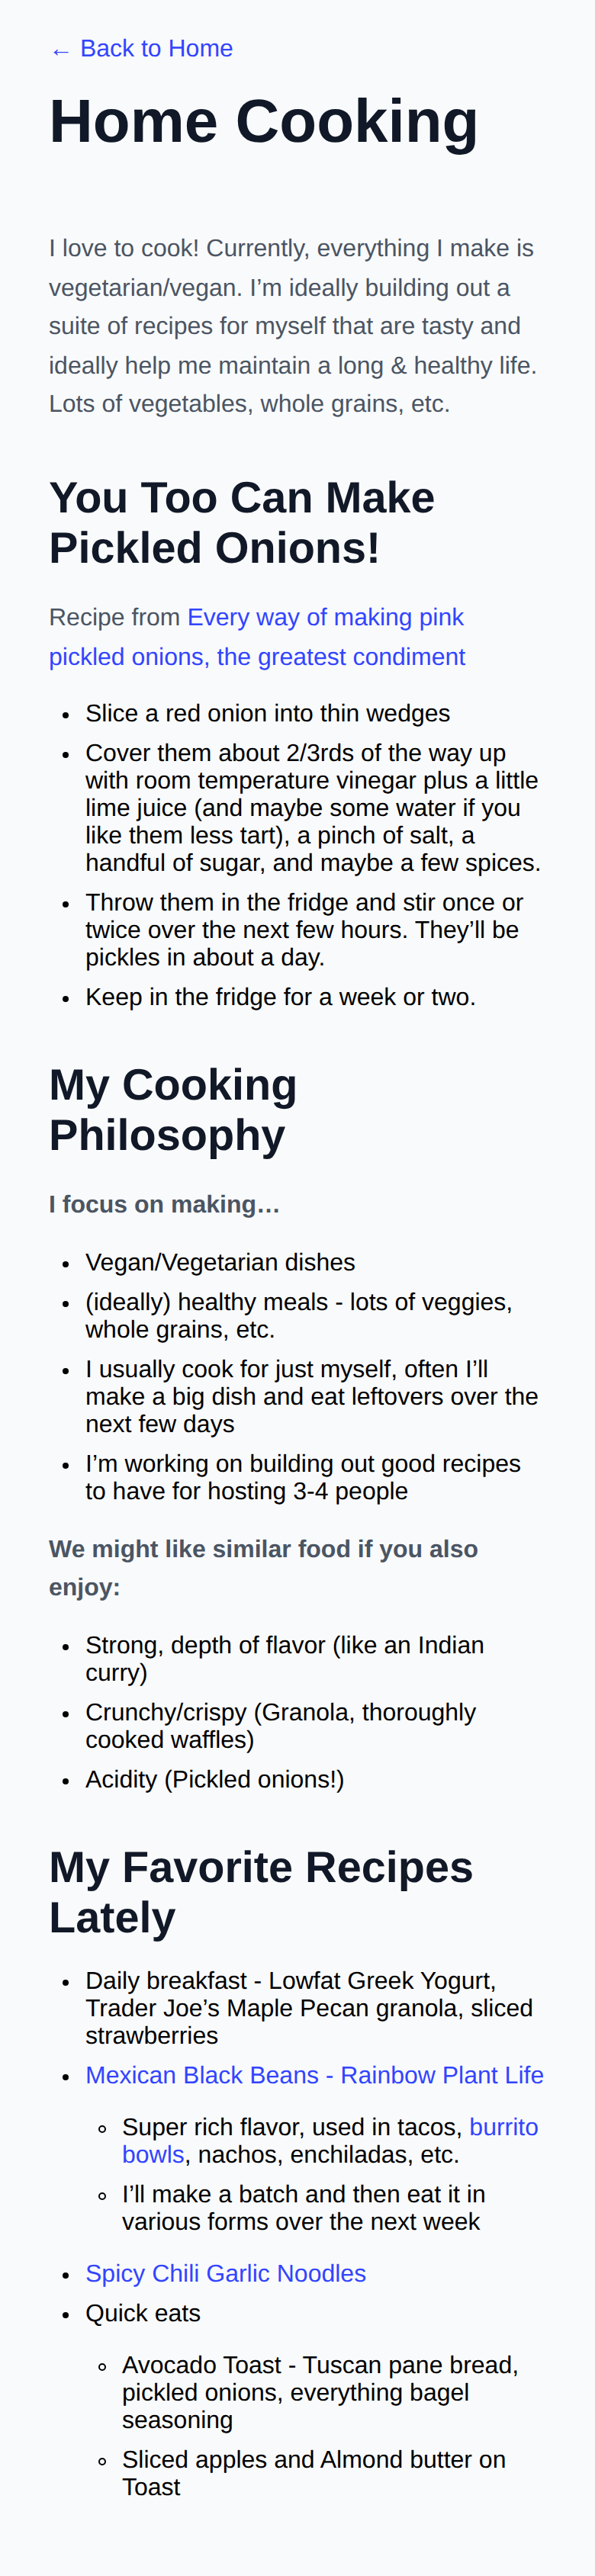 ← Back to Home
Home Cooking
I love to cook! Currently, everything I make is
vegetarian/vegan. I’m ideally building out a
suite of recipes for myself that are tasty and
ideally help me maintain a long & healthy life.
Lots of vegetables, whole grains, etc.
You Too Can Make
Pickled Onions!
Recipe from Every way of making pink
pickled onions, the greatest condiment
• Slice a red onion into thin wedges
• Cover them about 2/3rds of the way up
with room temperature vinegar plus a little
lime juice (and maybe some water if you
like them less tart), a pinch of salt, a
handful of sugar, and maybe a few spices.
• Throw them in the fridge and stir once or
twice over the next few hours. They’ll be
pickles in about a day.
• Keep in the fridge for a week or two.
My Cooking
Philosophy
I focus on making…
• Vegan/Vegetarian dishes
• (ideally) healthy meals - lots of veggies,
whole grains, etc.
• I usually cook for just myself, often I’ll
make a big dish and eat leftovers over the
next few days
• I’m working on building out good recipes
to have for hosting 3-4 people
We might like similar food if you also
enjoy:
• Strong, depth of flavor (like an Indian
curry)
• Crunchy/crispy (Granola, thoroughly
cooked waffles)
• Acidity (Pickled onions!)
My Favorite Recipes
Lately
• Daily breakfast - Lowfat Greek Yogurt,
Trader Joe’s Maple Pecan granola, sliced
strawberries
• Mexican Black Beans - Rainbow Plant Life
◦ Super rich flavor, used in tacos, burrito
bowls, nachos, enchiladas, etc.
◦ I’ll make a batch and then eat it in
various forms over the next week
• Spicy Chili Garlic Noodles
• Quick eats
◦ Avocado Toast - Tuscan pane bread,
pickled onions, everything bagel
seasoning
◦ Sliced apples and Almond butter on
Toast